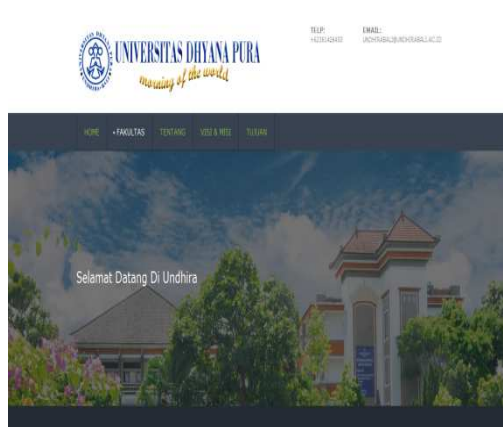 UNIVERSITAS DHYANA PURA
morning of the world
TELP:
EMAIL:
HOME
FAKULTAS
TENTANG
VISI & MISI
TUJUAN
Selamat Datang Di Undhira